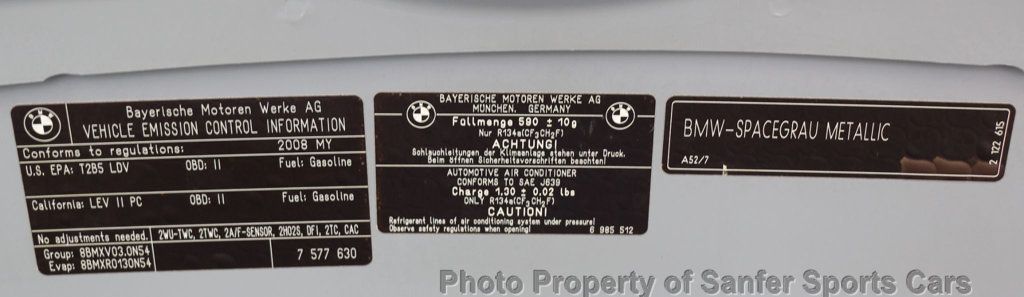 Bayerische Motoren Werke AG
VEHICLE EMISSION CONTROL INFORMATION
Conforms to regulations: 2008 MY
U.S. EPA: T2B5 LDV OBD: II Fuel: Gasoline
California: LEV II PC OBD: II Fuel: Gasoline
No adjustments needed. 2WU-TWC, 2TWC, 2A/F-SENSOR, 2HO2S, DFI, 2TC, CAC
Group: 8BMXV03.0N54
Evap: 8BMXR0130N54
7 577 630
BAYERISCHE MOTOREN WERKE AG
MÜNCHEN, GERMANY
Füllmenge 590 ± 10g
Nur R134a(CF3CH2F)
ACHTUNG!
Schlauchleitungen der Klimaanlage stehen unter Druck.
Beim öffnen Sicherheitsvorschriften beachten!
AUTOMOTIVE AIR CONDITIONER
CONFORMS TO SAE J639
Charge 1.30 ± 0.02 lbs
ONLY R134a(CF3CH2F)
CAUTION!
Refrigerant lines of air conditioning system under pressure!
Observe safety regulations when opening! 6 985 512
BMW-SPACEGRAU METALLIC
A52/7
2 122 615
Photo Property of Sanfer Sports Cars